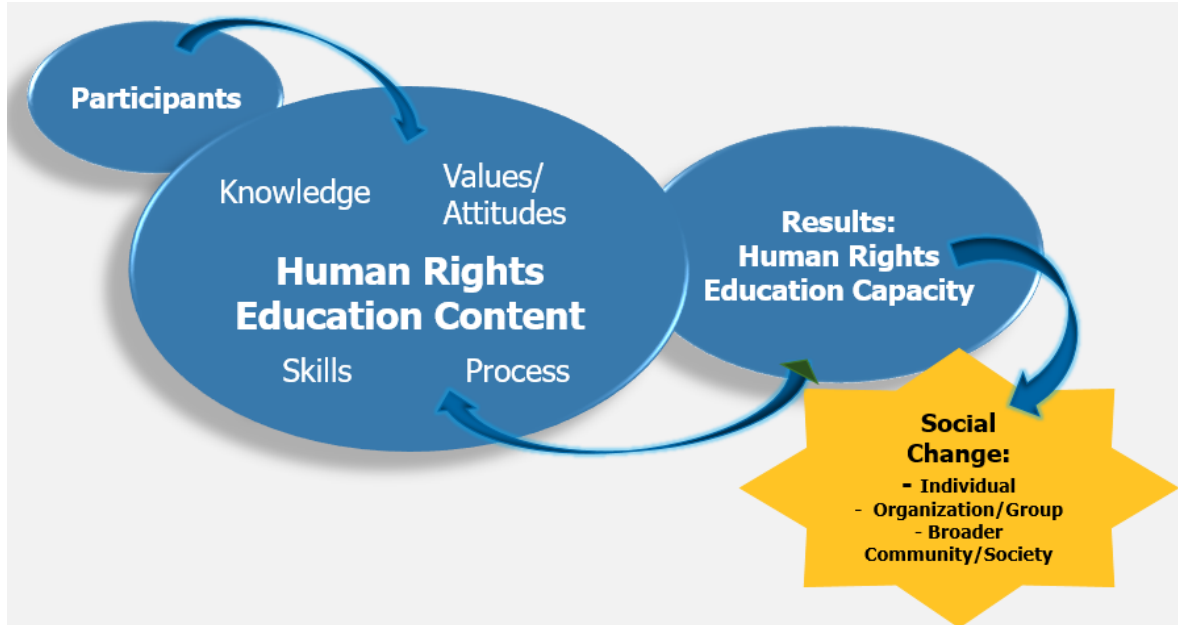 Participants
Knowledge
Values/
Attitudes
Human Rights
Education Content
Skills
Process
Results:
Human Rights
Education Capacity
Social
Change:
- Individual
- Organization/Group
- Broader
Community/Society